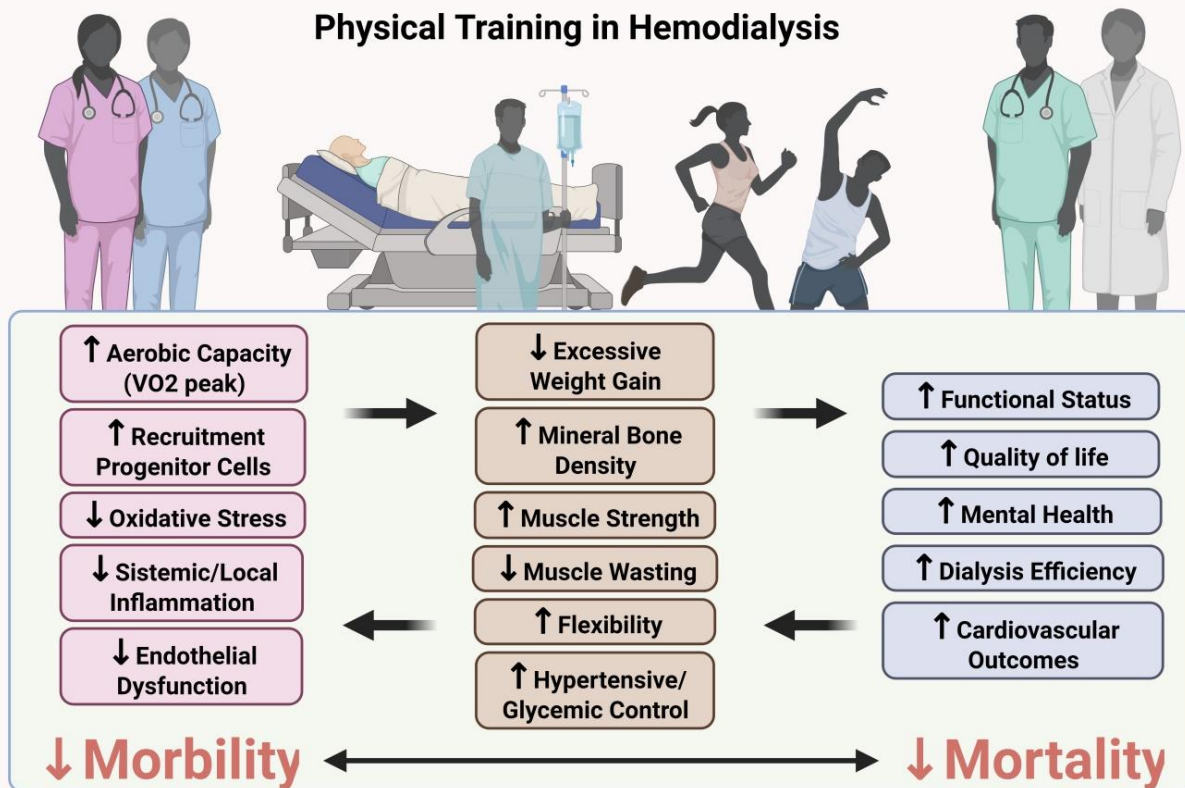 Physical Training in Hemodialysis
↑ Aerobic Capacity
(VO2 peak)
↑ Recruitment
Progenitor Cells
↓ Oxidative Stress
↓ Sistemic/Local
Inflammation
↓ Endothelial
Dysfunction
↓ Excessive
Weight Gain
↑ Mineral Bone
Density
↑ Muscle Strength
↓ Muscle Wasting
↑ Flexibility
↑ Hypertensive/
Glycemic Control
↑ Functional Status
↑ Quality of life
↑ Mental Health
↑ Dialysis Efficiency
↑ Cardiovascular
Outcomes
↓ Morbility
↓ Mortality